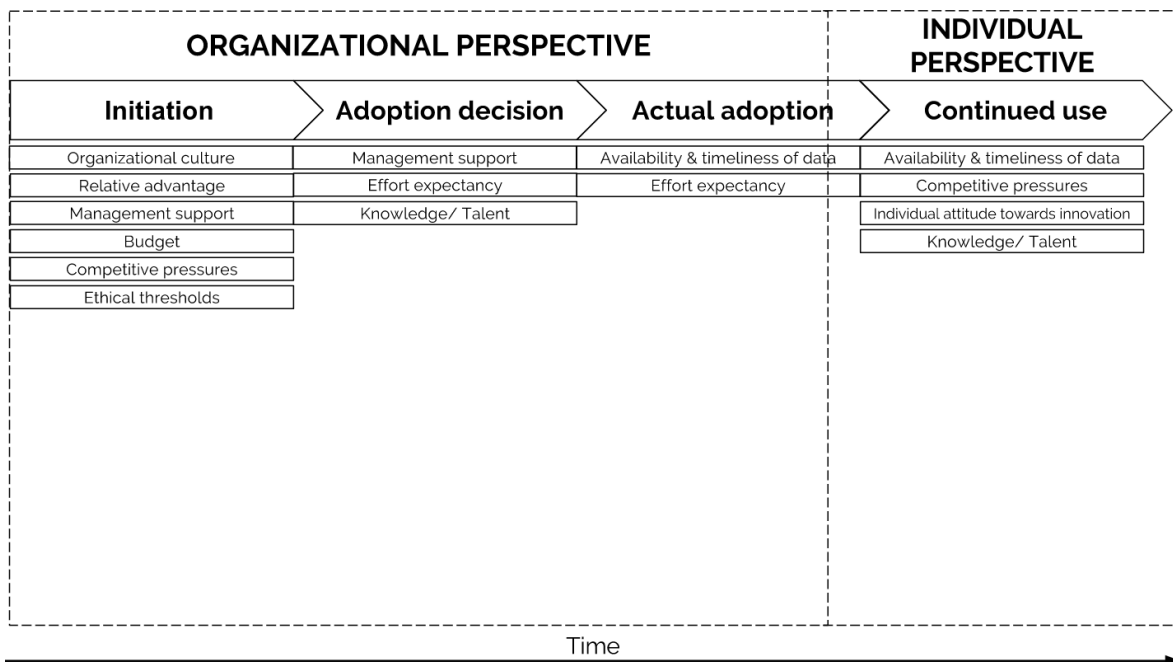 ORGANIZATIONAL PERSPECTIVE
INDIVIDUAL
PERSPECTIVE
Initiation
Adoption decision
Actual adoption
Continued use
Organizational culture
Relative advantage
Management support
Budget
Competitive pressures
Ethical thresholds
Management support
Effort expectancy
Knowledge/ Talent
Availability & timeliness of data
Effort expectancy
Availability & timeliness of data
Competitive pressures
Individual attitude towards innovation
Knowledge/ Talent
Time